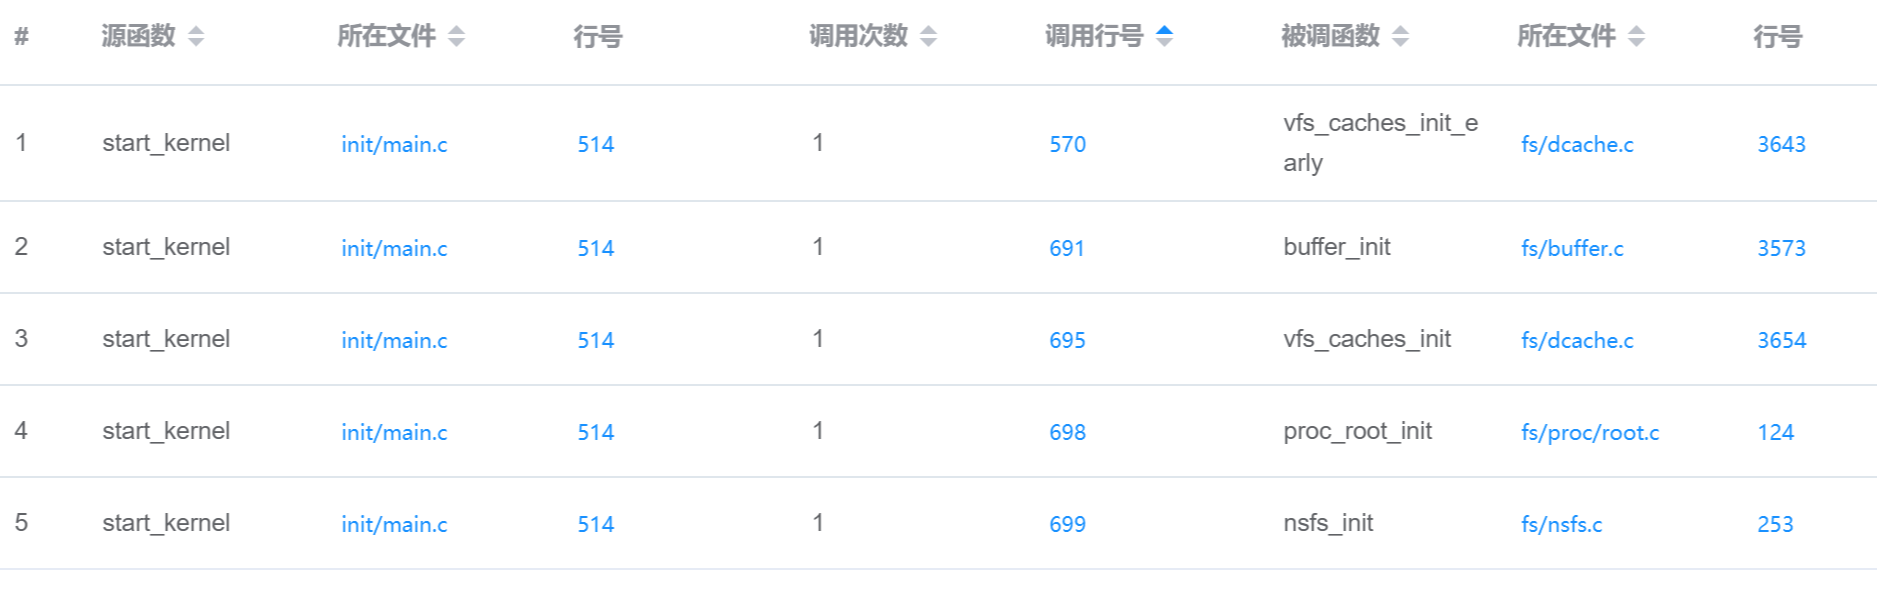 # 源函数 所在文件 行号 调用次数 调用行号 被调函数 所在文件 行号
1 start_kernel init/main.c 514 1 570 vfs_caches_init_e fs/dcache.c 3643
arly
2 start_kernel init/main.c 514 1 691 buffer_init fs/buffer.c 3573
3 start_kernel init/main.c 514 1 695 vfs_caches_init fs/dcache.c 3654
4 start_kernel init/main.c 514 1 698 proc_root_init fs/proc/root.c 124
5 start_kernel init/main.c 514 1 699 nsfs_init fs/nsfs.c 253